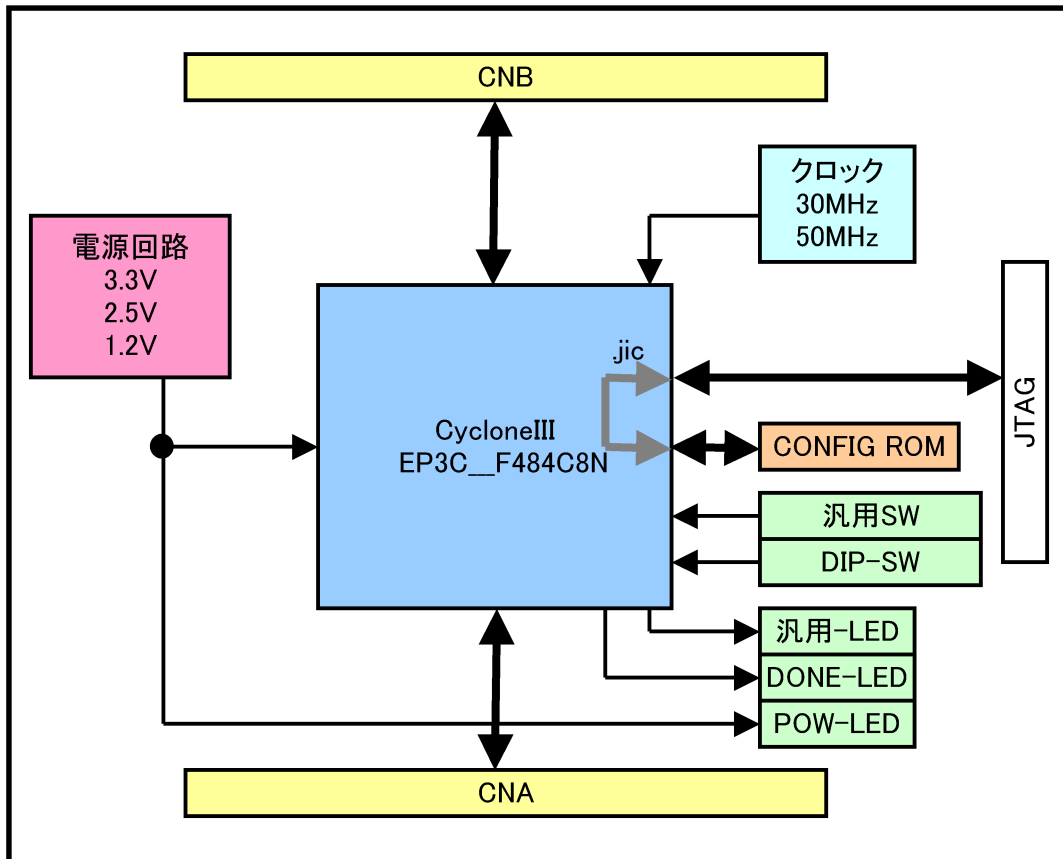 CNB
クロック
30MHz
50MHz
電源回路
3.3V
2.5V
1.2V
.jic
JTAG
CycloneIII
EP3C__F484C8N
CONFIG ROM
汎用SW
DIP-SW
汎用-LED
DONE-LED
POW-LED
CNA